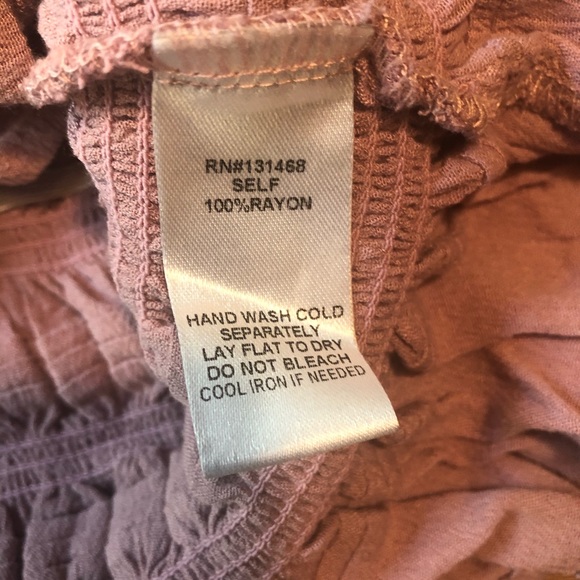 RN#131468
SELF
100%RAYON
HAND WASH COLD
SEPARATELY
LAY FLAT TO DRY
DO NOT BLEACH
COOL IRON IF NEEDED